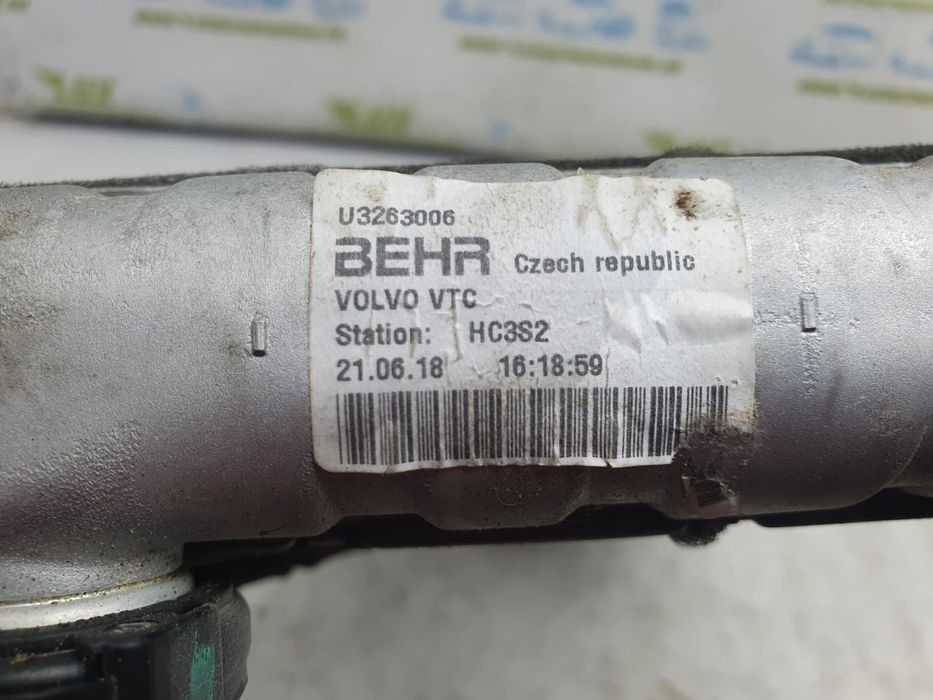 U3263006
BEHR Czech republic
VOLVO VTC
Station: HC3S2
21.06.18 16:18:59